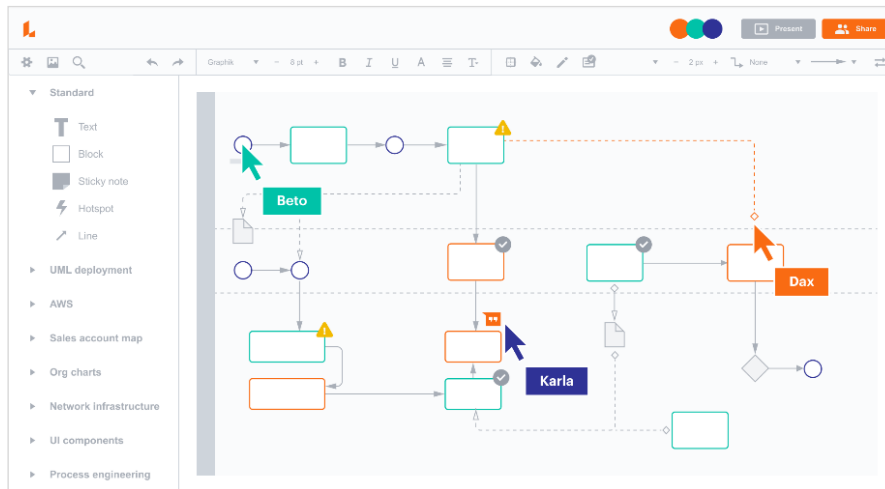 Present
Share
Graphik
6 pt
B I U A T
2 px
None
Standard
T Text
Block
Sticky note
Hotspot
Line
UML deployment
AWS
Sales account map
Org charts
Network infrastructure
UI components
Process engineering
Beto
Dax
Karla